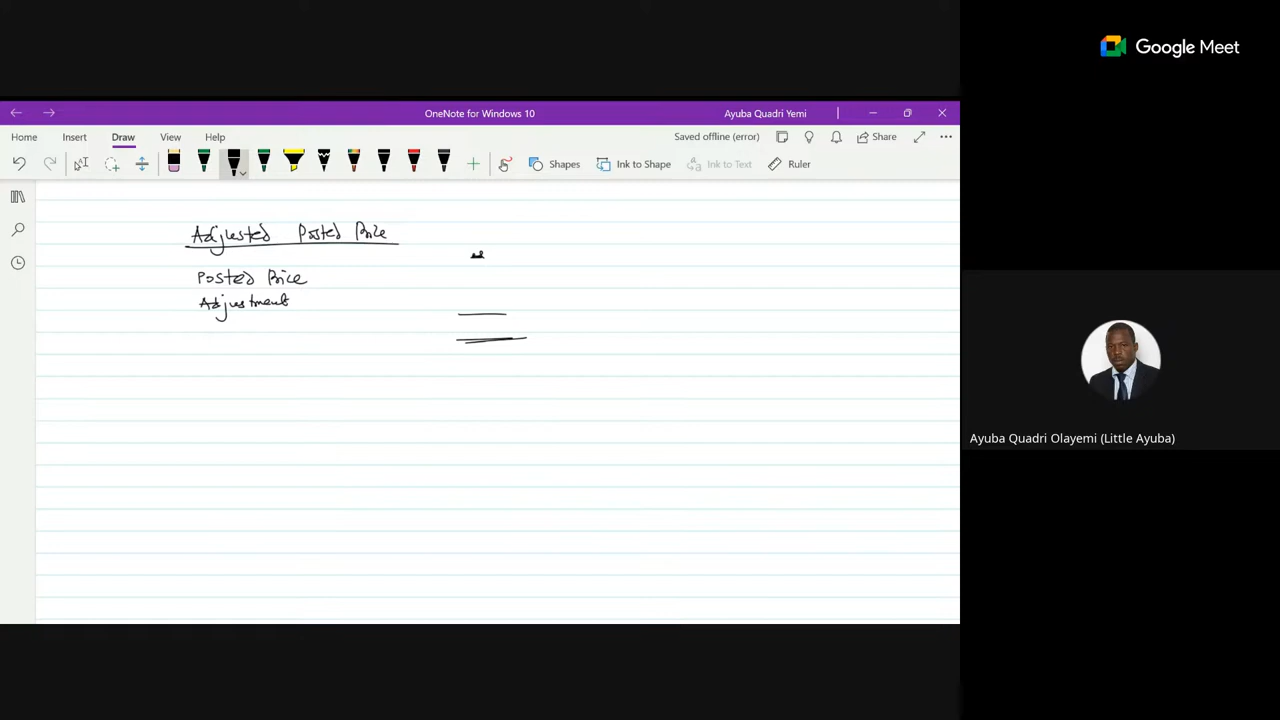 Google Meet
OneNote for Windows 10
Ayuba Quadri Yemi
Home
Insert
Draw
View
Help
Saved offline (error)
Share
Shapes
Ink to Shape
Ink to Text
Ruler
Adjusted Posted Price
Posted Price
Adjustment
Ayuba Quadri Olayemi (Little Ayuba)